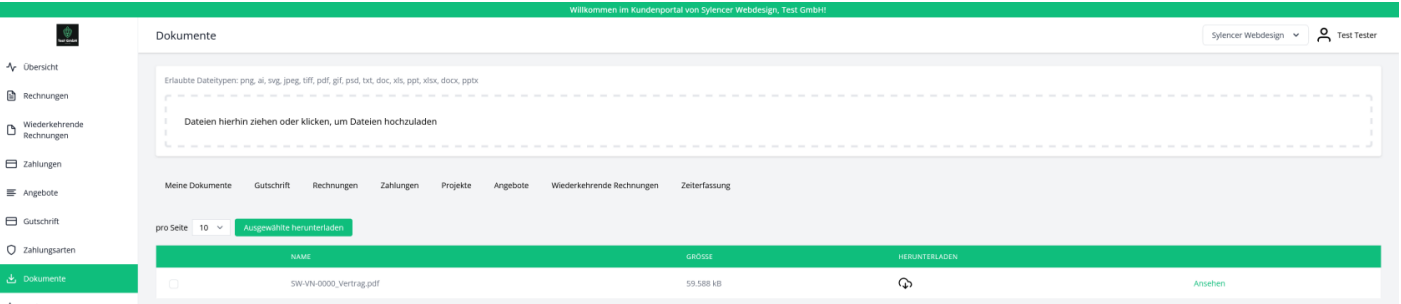 Willkommen im Kundenportal von Sylencer Webdesign, Test GmbH!
Test GmbH
Dokumente
Sylencer Webdesign
Test Tester
Übersicht
Rechnungen
Wiederkehrende
Rechnungen
Zahlungen
Angebote
Gutschrift
Zahlungsarten
Dokumente
Erlaubte Dateitypen: png, ai, svg, jpeg, tiff, pdf, gif, psd, txt, doc, xls, ppt, xlsx, docx, pptx
Dateien hierhin ziehen oder klicken, um Dateien hochzuladen
Meine Dokumente Gutschrift Rechnungen Zahlungen Projekte Angebote Wiederkehrende Rechnungen Zeiterfassung
pro Seite 10 Ausgewählte herunterladen
NAME GRÖSSE HERUNTERLADEN
SW-VN-0000_Vertrag.pdf 59.588 kB Ansehen